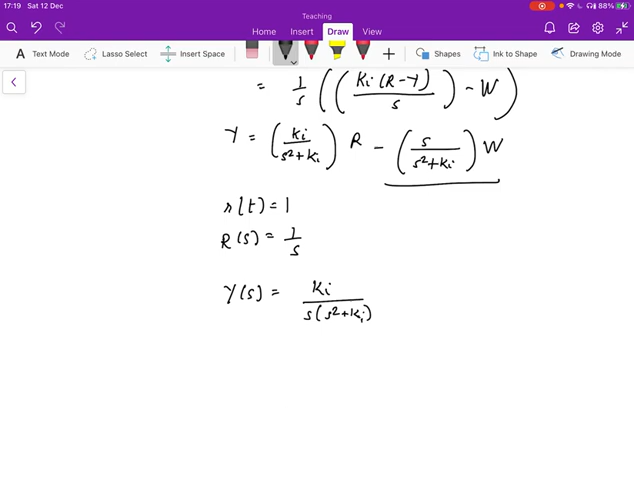 17:19 Sat 12 Dec
88%
Teaching
Home Insert Draw View
A Text Mode Lasso Select Insert Space Shapes Ink to Shape Drawing Mode
= 1/s ( ( Ki(R-Y)/s ) - W )
Y = ( Ki/(s²+Ki) ) R - ( s/(s²+Ki) ) W
r(t) = 1
R(s) = 1/s
Y(s) = Ki/(s(s²+Ki))